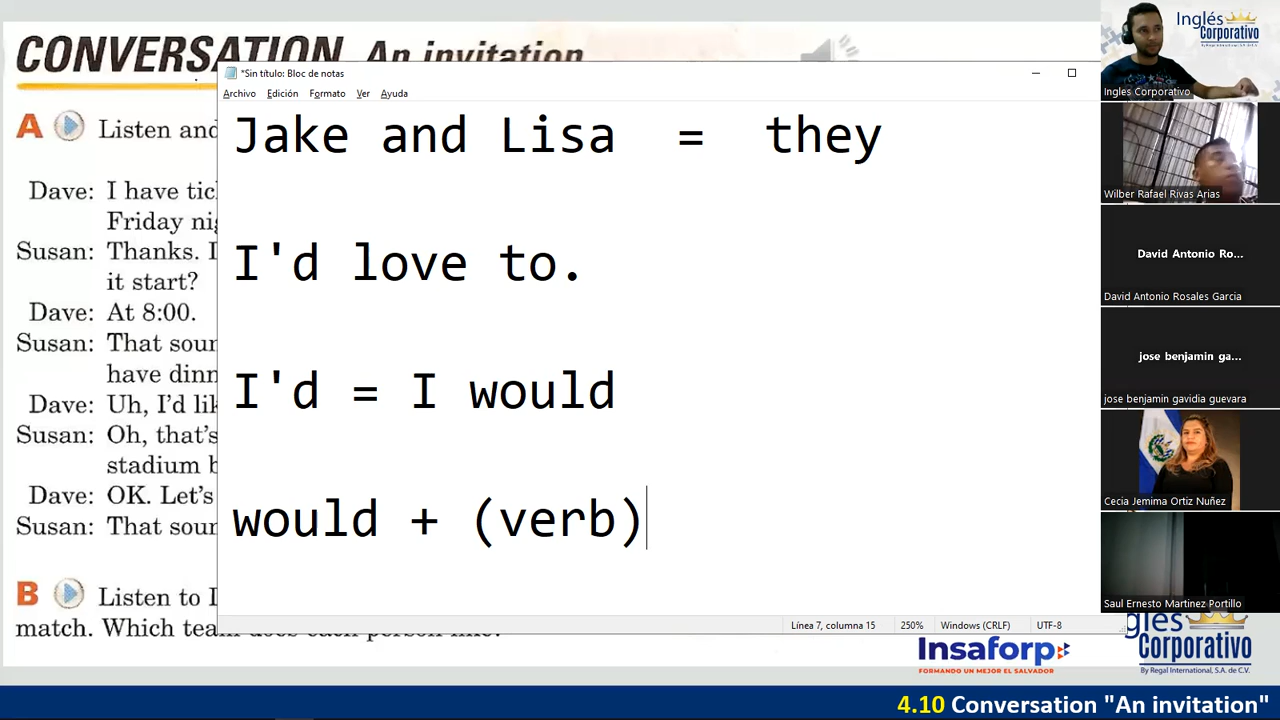 CONVERSATION An invitation
*Sin título: Bloc de notas
Archivo Edición Formato Ver Ayuda
Jake and Lisa = they
I'd love to.
I'd = I would
would + (verb)
Línea 7, columna 15 250% Windows (CRLF) UTF-8
A Listen and
Dave: I have tic
Friday nig
Susan: Thanks. I
it start?
Dave: At 8:00.
Susan: That soun
have dinn
Dave: Uh, I'd lik
Susan: Oh, that's
stadium b
Dave: OK. Let's
Susan: That soun
B Listen to
match. Which team does each person like?
Insaforp
FORMANDO UN MEJOR EL SALVADOR
Inglés
Corporativo
By Regal International, S.A. de C.V.
4.10 Conversation "An invitation"
Inglés
Corporativo
By Regal International, S.A. de C.V.
Ingles Corporativo
Wilber Rafael Rivas Arias
David Antonio Ro...
David Antonio Rosales Garcia
jose benjamin ga...
jose benjamin gavidia guevara
Cecia Jemima Ortiz Nuñez
Saul Ernesto Martinez Portillo